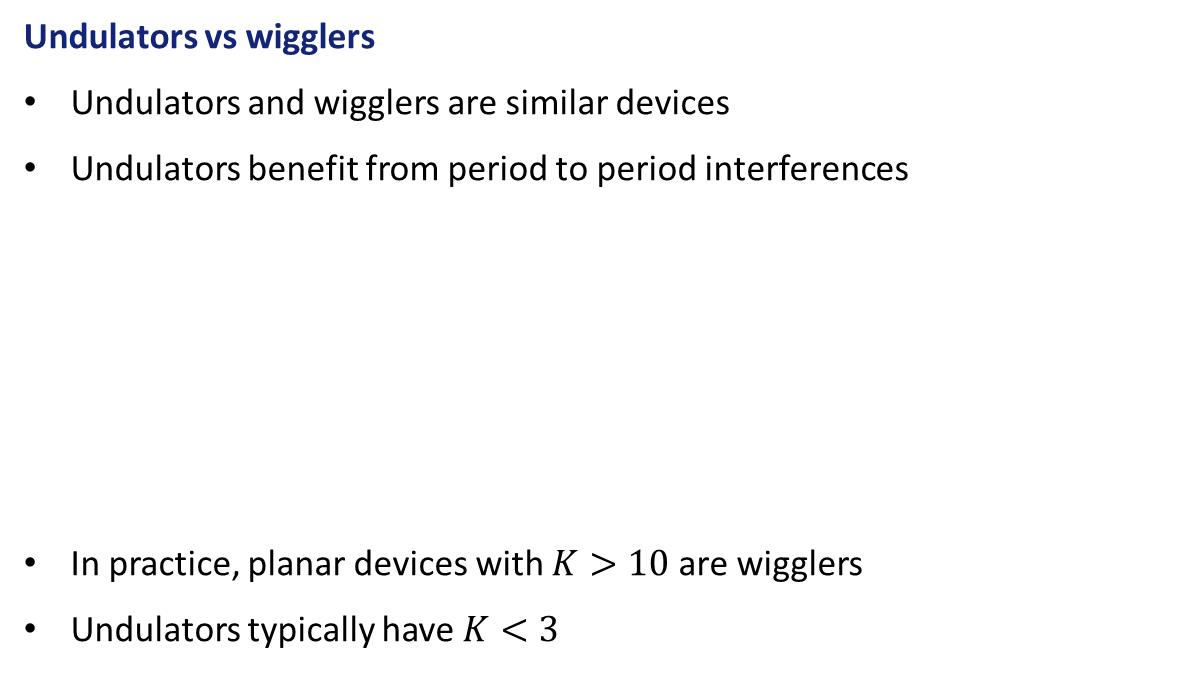 Undulators vs wigglers
• Undulators and wigglers are similar devices
• Undulators benefit from period to period interferences
• In practice, planar devices with K > 10 are wigglers
• Undulators typically have K < 3